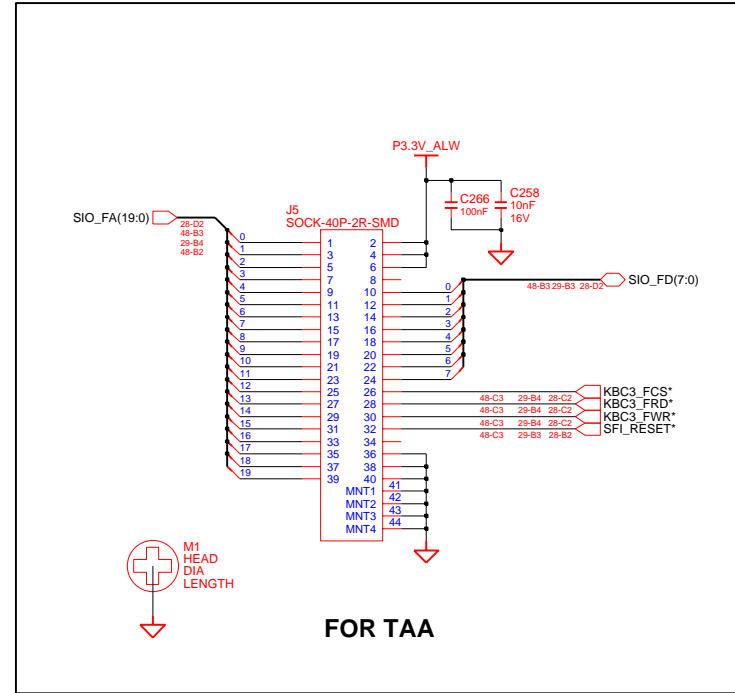 P3.3V_ALW
C266
100nF
C258
10nF
16V
J5
SOCK-40P-2R-SMD
SIO_FA(19:0)
28-D2
48-B3
29-B4
48-B2
0 1 2
1 3 4
2 5 6
3 7 8
4 9 10 0
5 11 12 1
6 13 14 2
7 15 16 3
8 17 18 4
9 19 20 5
10 21 22 6
11 23 24 7
48-B3 29-B3 28-D2
SIO_FD(7:0)
12 25 26
KBC3_FCS*
48-C3 29-B4 28-C2
13 27 28
KBC3_FRD*
48-C3 29-B4 28-C2
14 29 30
KBC3_FWR*
48-C3 29-B4 28-C2
15 31 32
SFI_RESET*
48-C3 29-B3 28-B2
16 33 34
17 35 36
18 37 38
19 39 40
MNT1 41
MNT2 42
MNT3 43
MNT4 44
M1
HEAD
DIA
LENGTH
FOR TAA